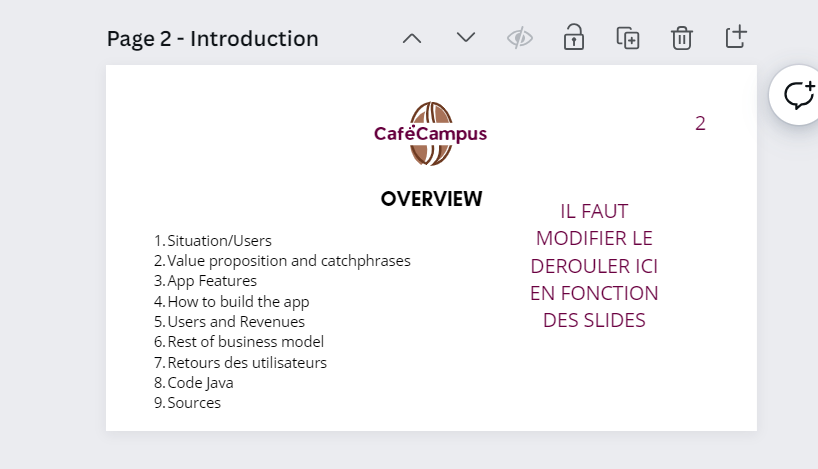 Page 2 - Introduction
CaféCampus
2
OVERVIEW
1.Situation/Users
2.Value proposition and catchphrases
3.App Features
4.How to build the app
5.Users and Revenues
6.Rest of business model
7.Retours des utilisateurs
8.Code Java
9.Sources
IL FAUT
MODIFIER LE
DEROULER ICI
EN FONCTION
DES SLIDES